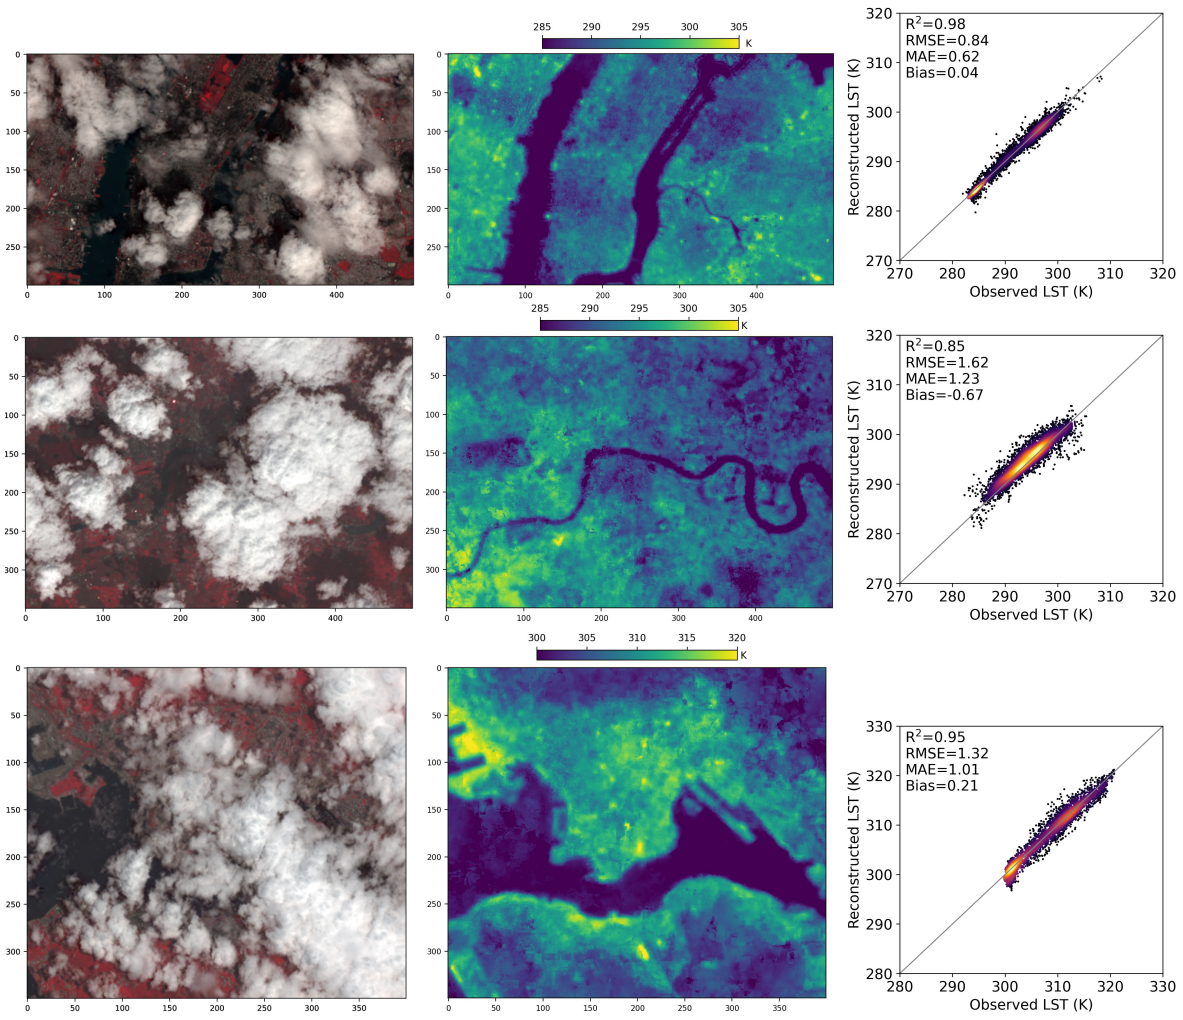 285 290 295 300 305
K
0
50
100
150
200
250
0 100 200 300 400
0
50
100
150
200
250
0 100 200 300 400
R²=0.98
RMSE=0.84
MAE=0.62
Bias=0.04
Reconstructed LST (K)
320
310
300
290
280
270
270 280 290 300 310 320
Observed LST (K)
285 290 295 300 305
K
0
50
100
150
200
250
300
0 100 200 300 400
0
50
100
150
200
250
300
0 100 200 300 400
R²=0.85
RMSE=1.62
MAE=1.23
Bias=-0.67
Reconstructed LST (K)
320
310
300
290
280
270
270 280 290 300 310 320
Observed LST (K)
300 305 310 315 320
K
0
50
100
150
200
250
300
0 50 100 150 200 250 300 350
0
50
100
150
200
250
300
0 50 100 150 200 250 300 350
R²=0.95
RMSE=1.32
MAE=1.01
Bias=0.21
Reconstructed LST (K)
330
320
310
300
290
280
280 290 300 310 320 330
Observed LST (K)